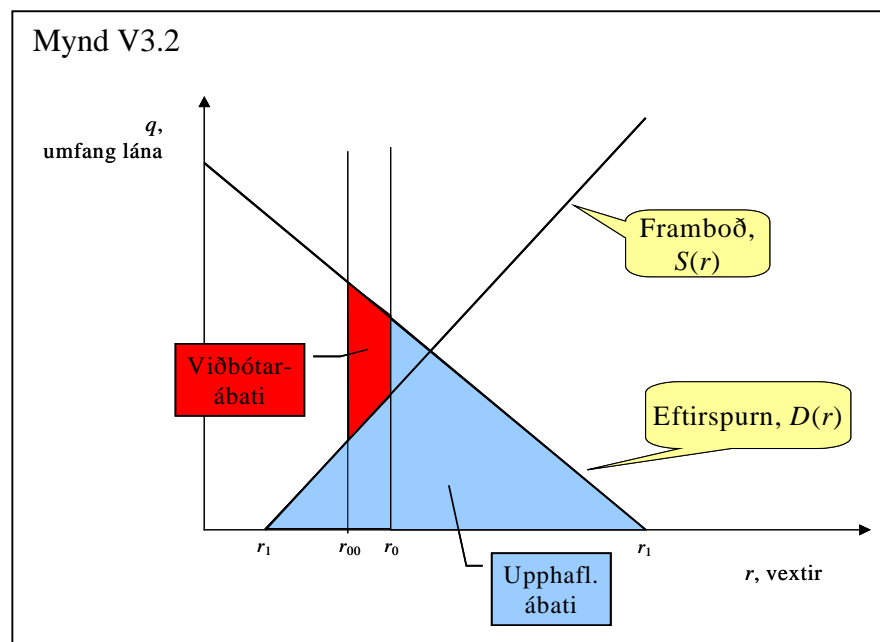 Mynd V3.2
q,
umfang lána
Framboð,
S(r)
Viðbótar-
ábati
Eftirspurn, D(r)
r₁
r₀₀
r₀
r₁
r, vextir
Upphafl.
ábati